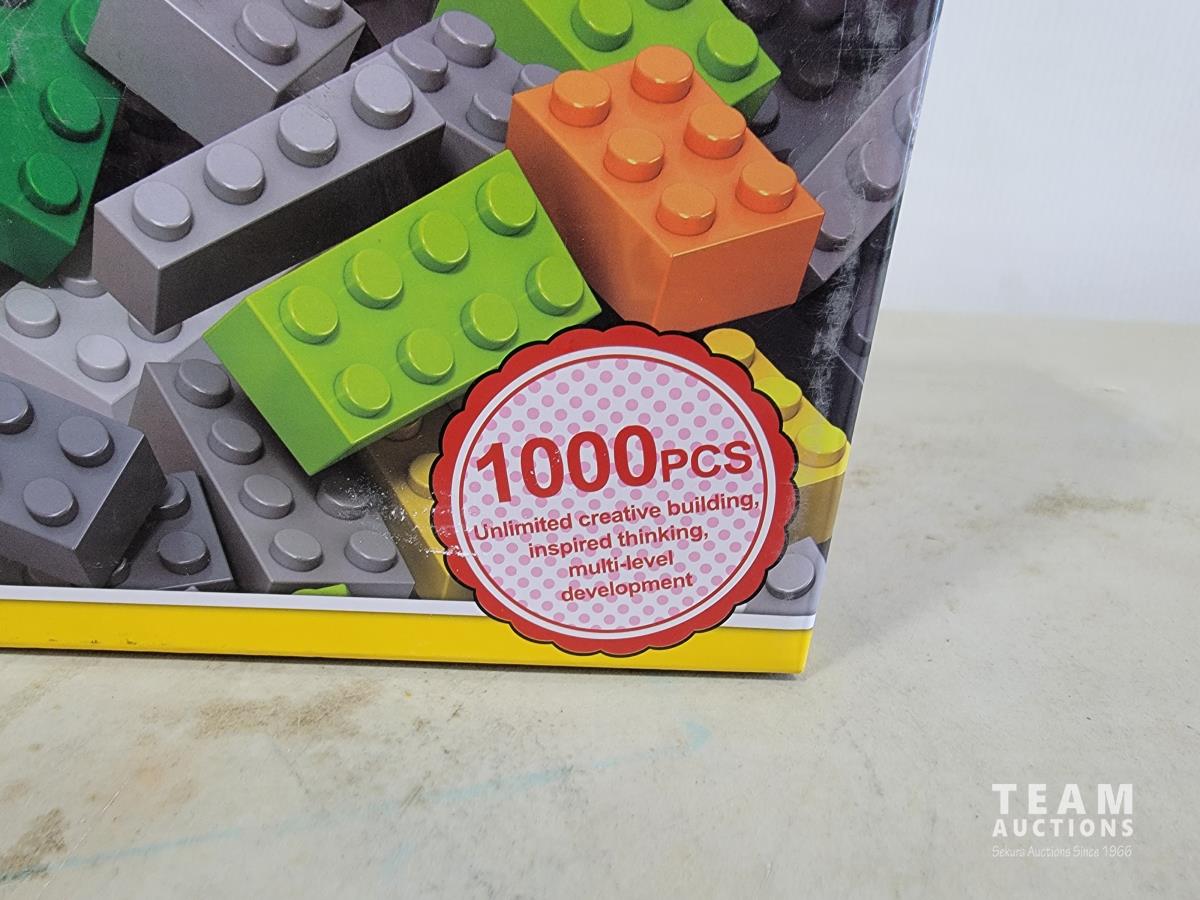 1000PCS
Unlimited creative building,
inspired thinking,
multi-level
development
TEAM
AUCTIONS
Sekura Auctions Since 1966